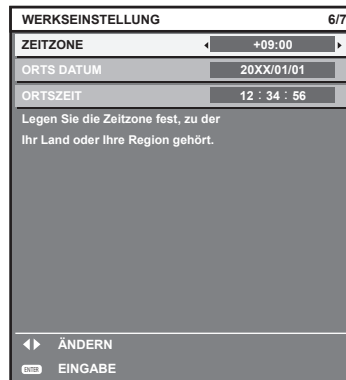 WERKSEINSTELLUNG 6/7
ZEITZONE +09:00
ORTS DATUM 20XX/01/01
ORTSZEIT 12 : 34 : 56
Legen Sie die Zeitzone fest, zu der
Ihr Land oder Ihre Region gehört.
ÄNDERN
ENTER EINGABE